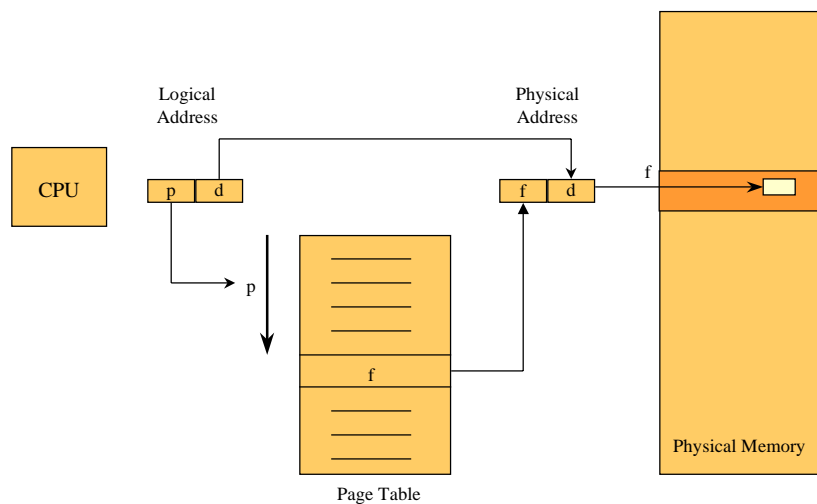 Logical
Address
Physical
Address
CPU
p
d
f
d
f
p
f
Physical Memory
Page Table